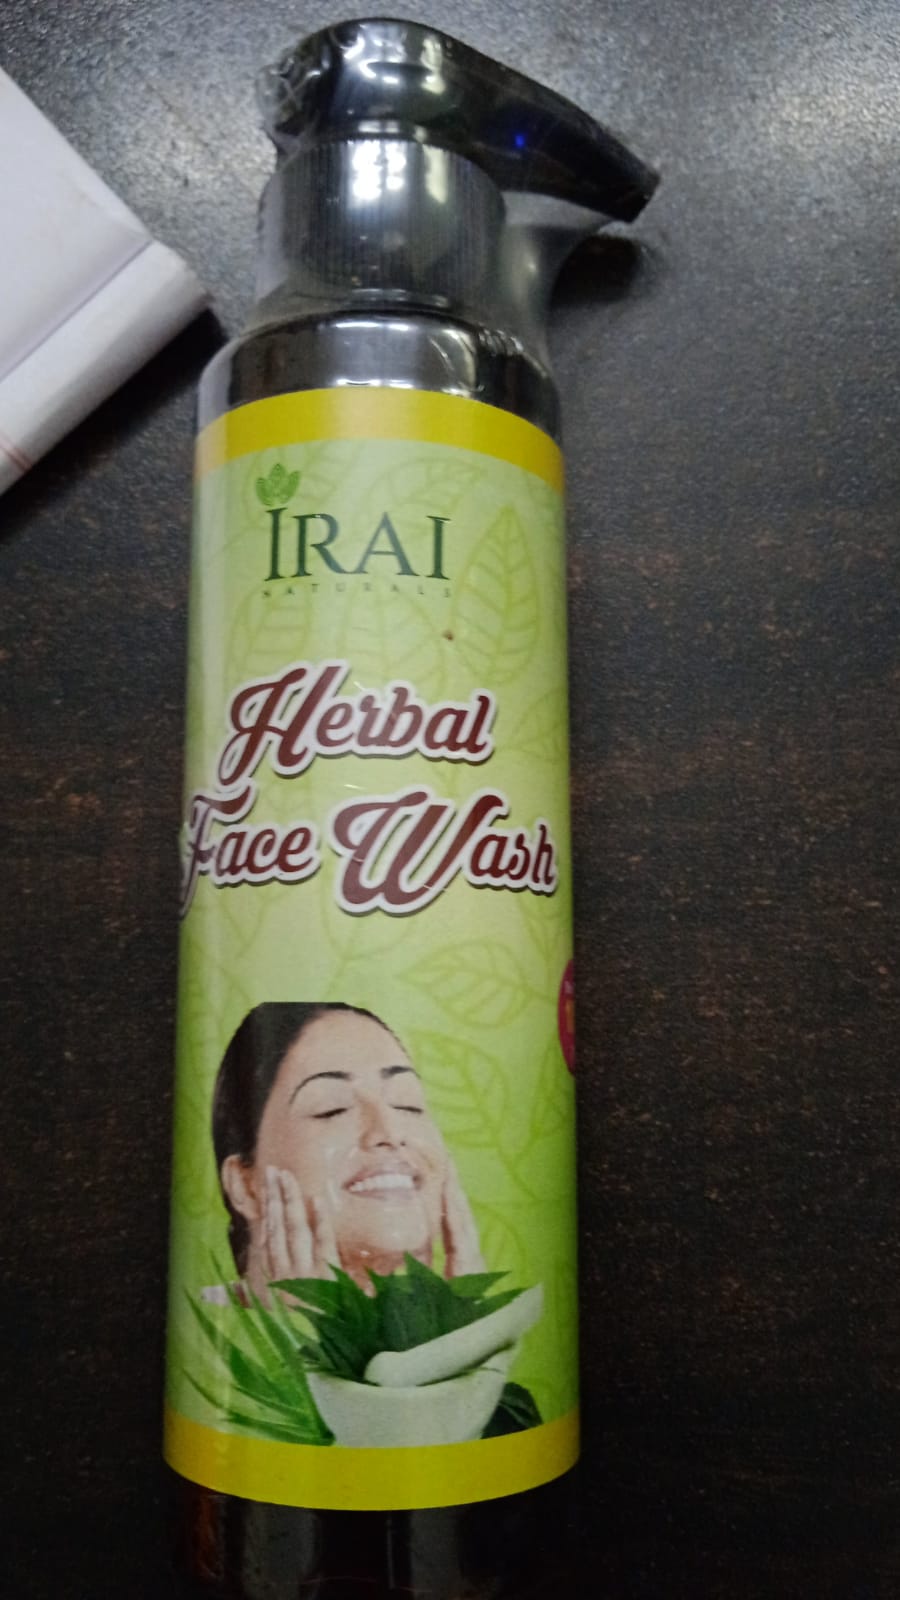 IRAI
NATURALS
Herbal
Face Wash